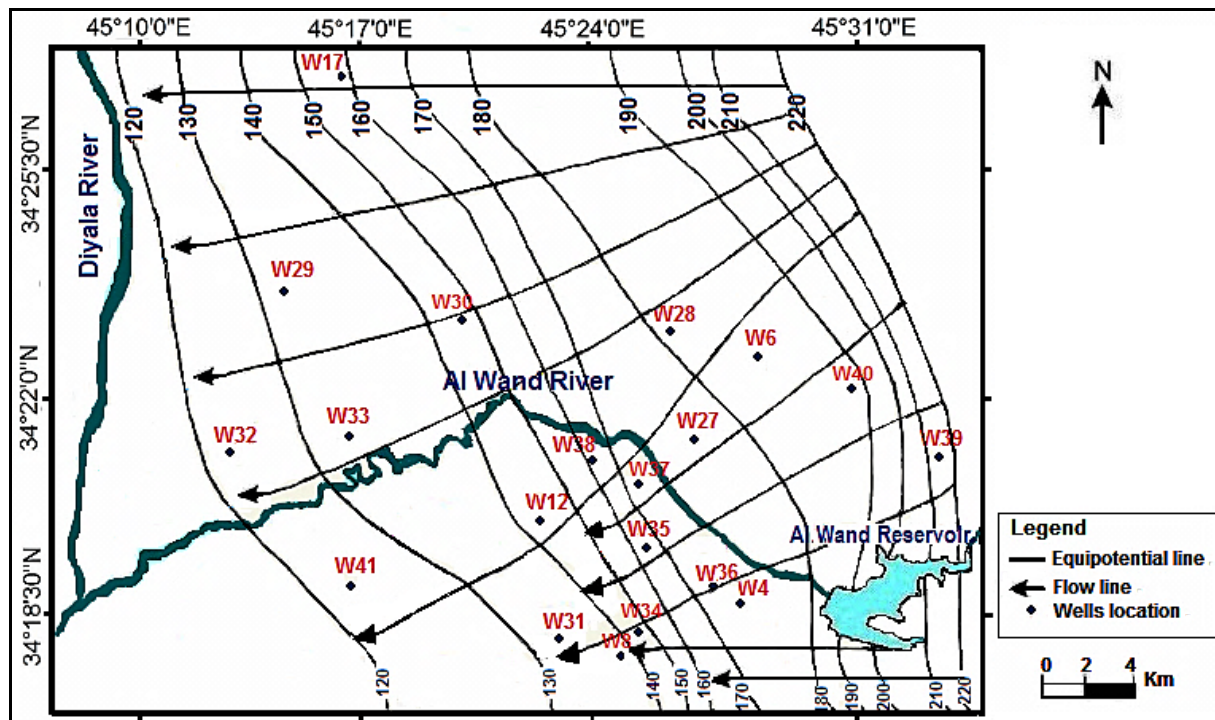 45°10'0"E 45°17'0"E 45°24'0"E 45°31'0"E
N
W17
120 130 140 150 160 170 180 190 200 210 220
34°25'30"N
Diyala River
W29
W30
W28
W6
34°22'0"N
Al Wand River
W40
W33
W32
W38
W27
W39
W37
W12
W35
Al Wand Reservoir
W41
W36
W4
34°18'30"N
W31
W34
W8
120 130 140 150 160 170 180 190 200 210 220
Legend
Equipotential line
Flow line
Wells location
0 2 4
Km